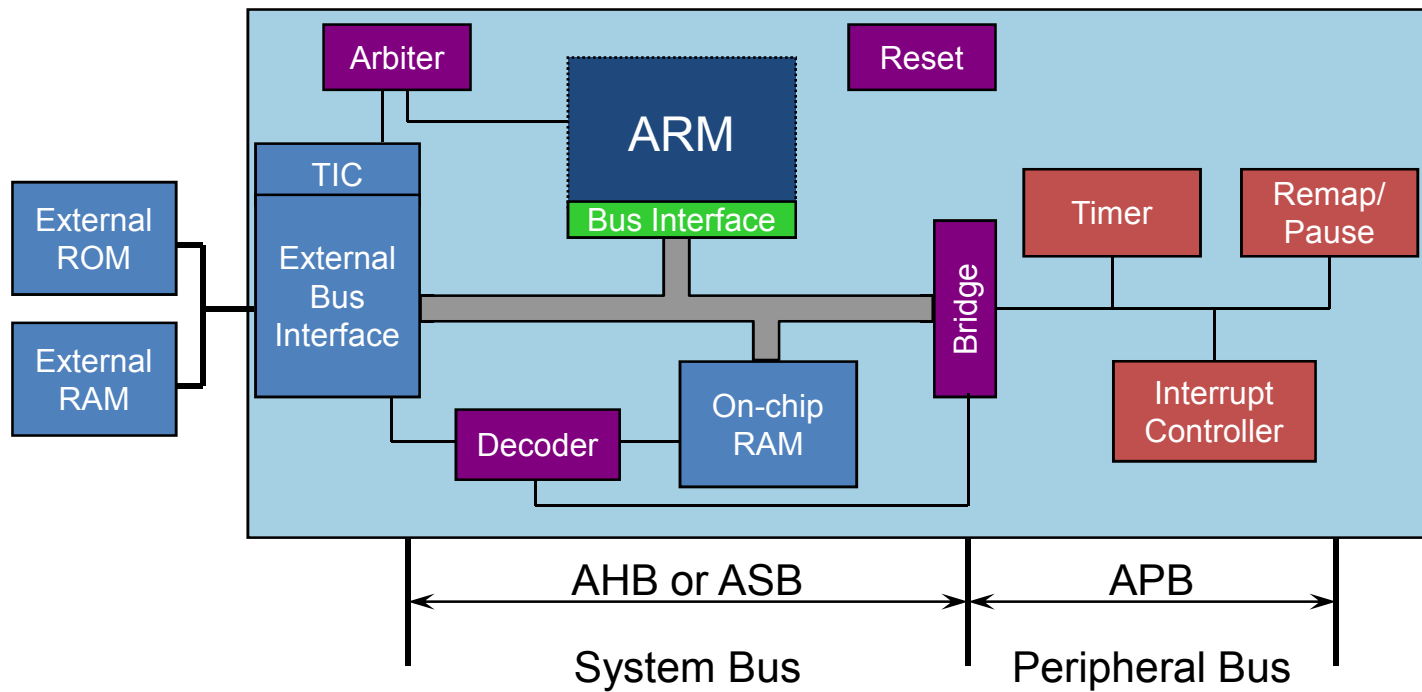 Arbiter
Reset
ARM
TIC
Bus Interface
External
ROM
External
RAM
External
Bus
Interface
Bridge
Timer
Remap/
Pause
Interrupt
Controller
On-chip
RAM
Decoder
AHB or ASB
APB
System Bus
Peripheral Bus